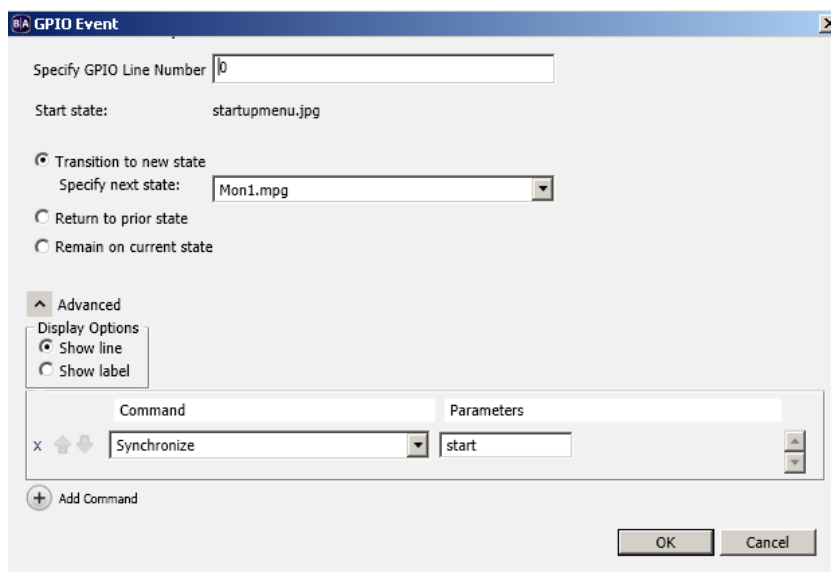 BA GPIO Event
Specify GPIO Line Number 0
Start state: startupmenu.jpg
Transition to new state
Specify next state: Mon1.mpg
Return to prior state
Remain on current state
Advanced
Display Options
Show line
Show label
Command Parameters
x Synchronize start
Add Command
OK Cancel